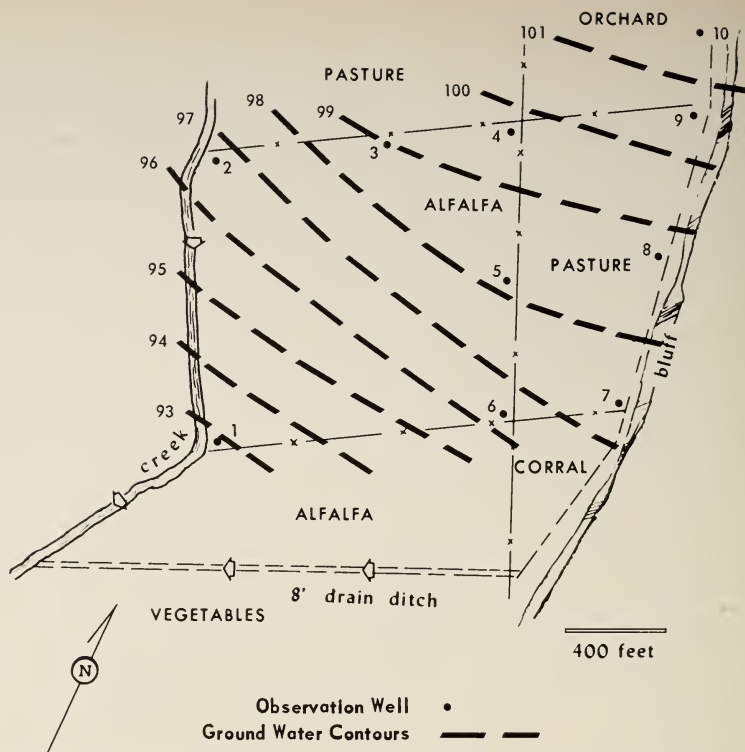 ORCHARD
101
10
PASTURE
98
100
99
97
9
4
3
2
96
ALFALFA
8
PASTURE
95
5
94
bluff
7
6
93
1
creek
CORRAL
ALFALFA
8' drain ditch
VEGETABLES
400 feet
N
Observation Well
Ground Water Contours